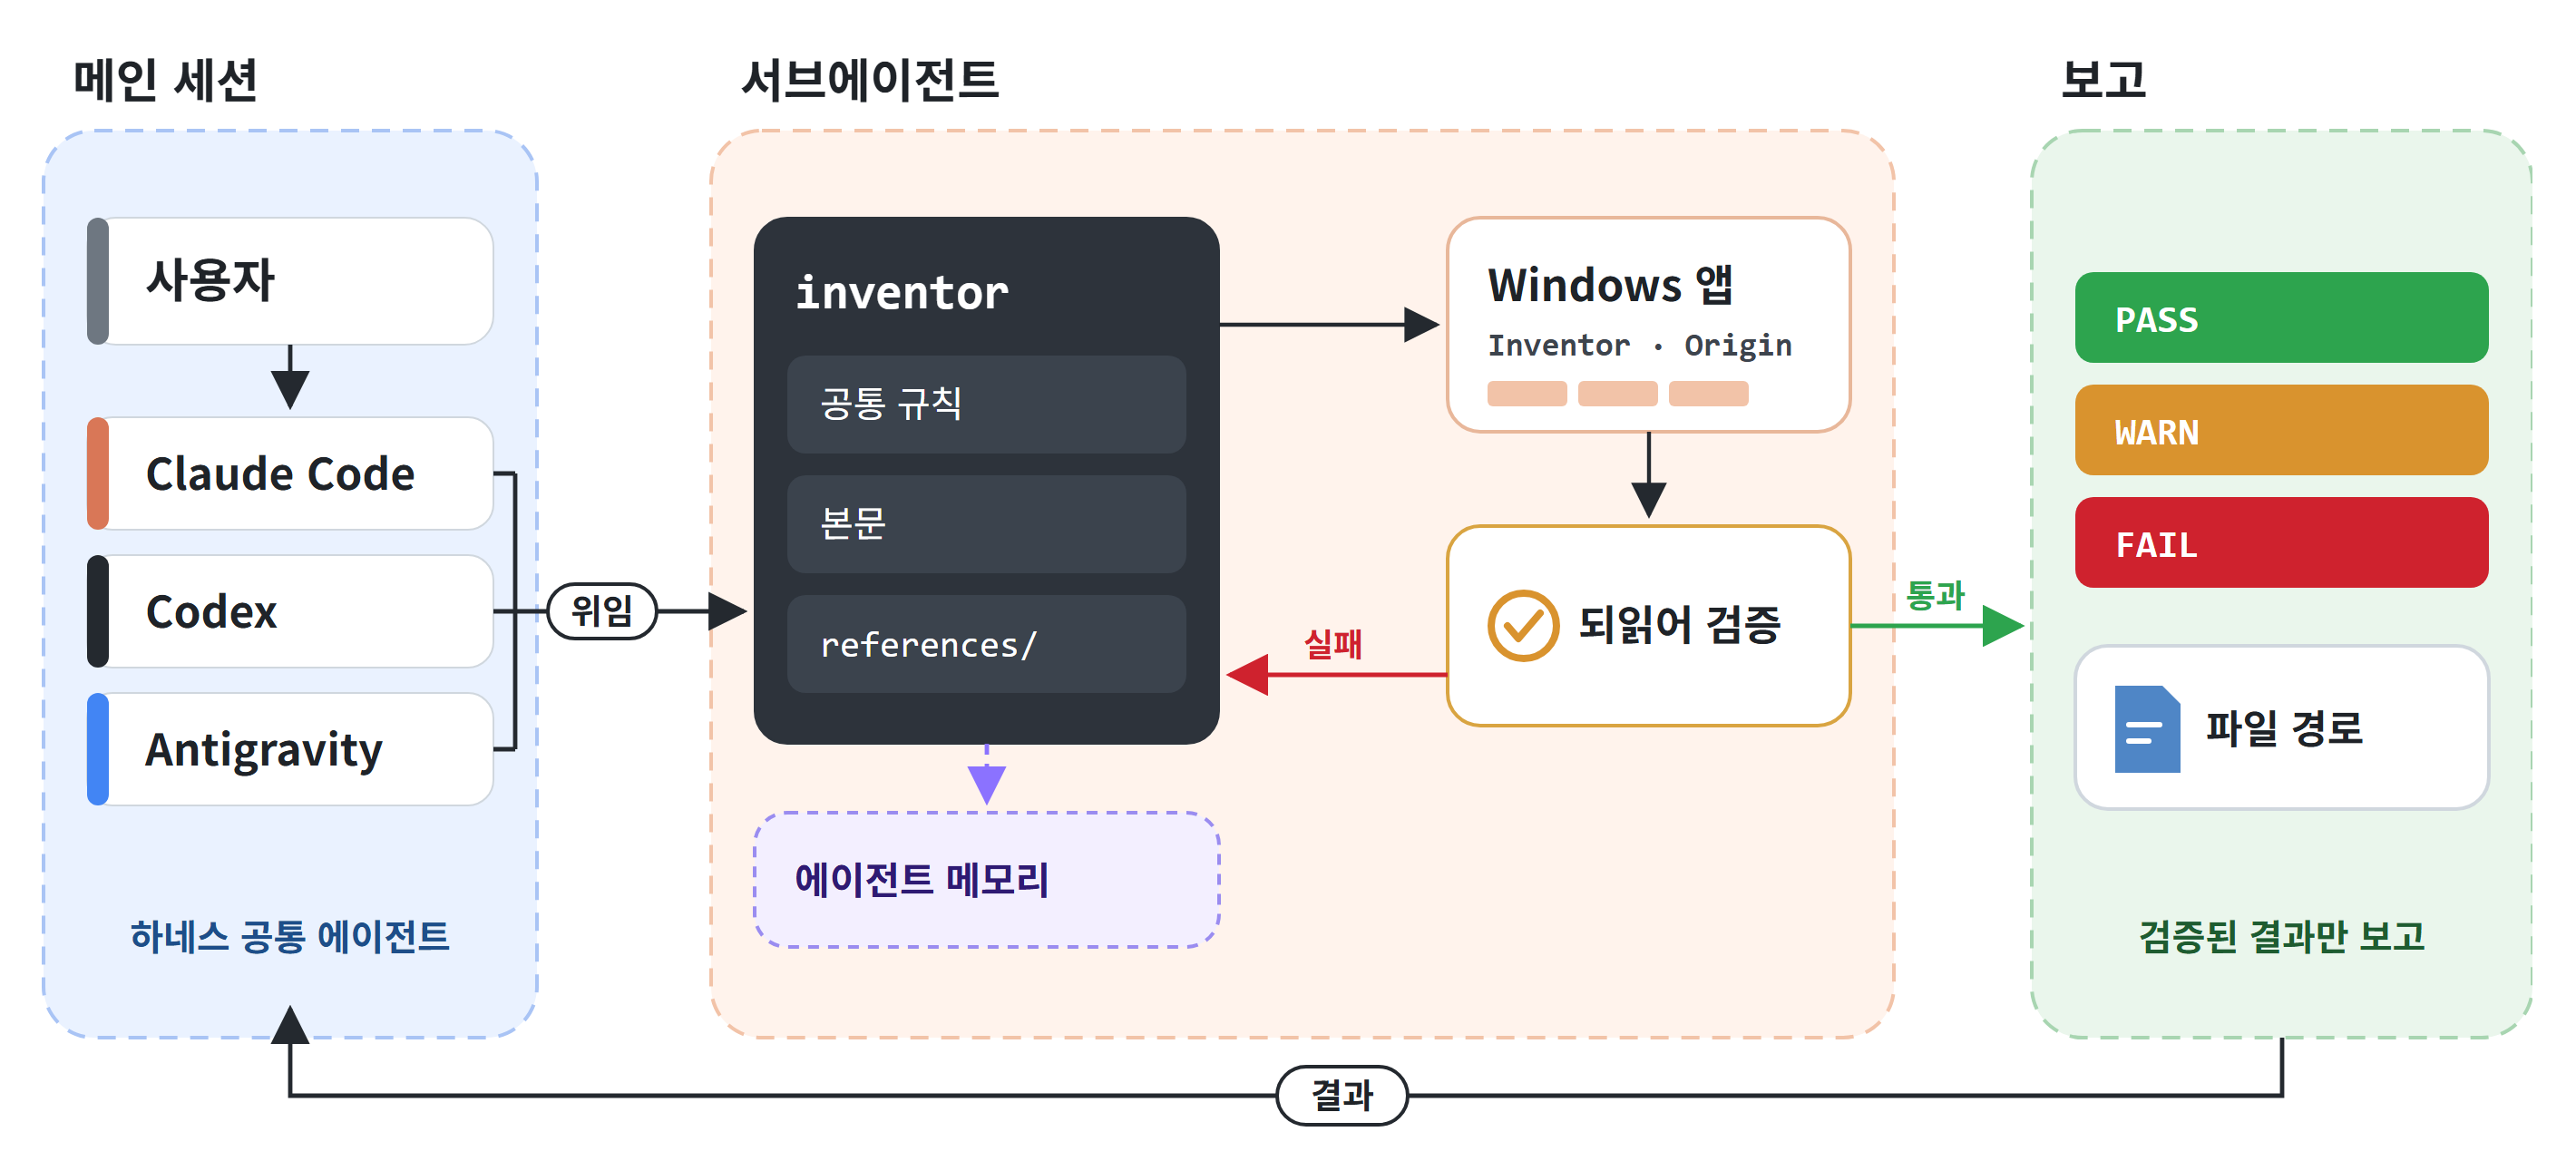 메인 세션
사용자
Claude Code
Codex
Antigravity
하네스 공통 에이전트
위임
서브에이전트
inventor
공통 규칙
본문
references/
에이전트 메모리
Windows 앱
Inventor · Origin
되읽어 검증
실패
통과
보고
PASS
WARN
FAIL
파일 경로
검증된 결과만 보고
결과